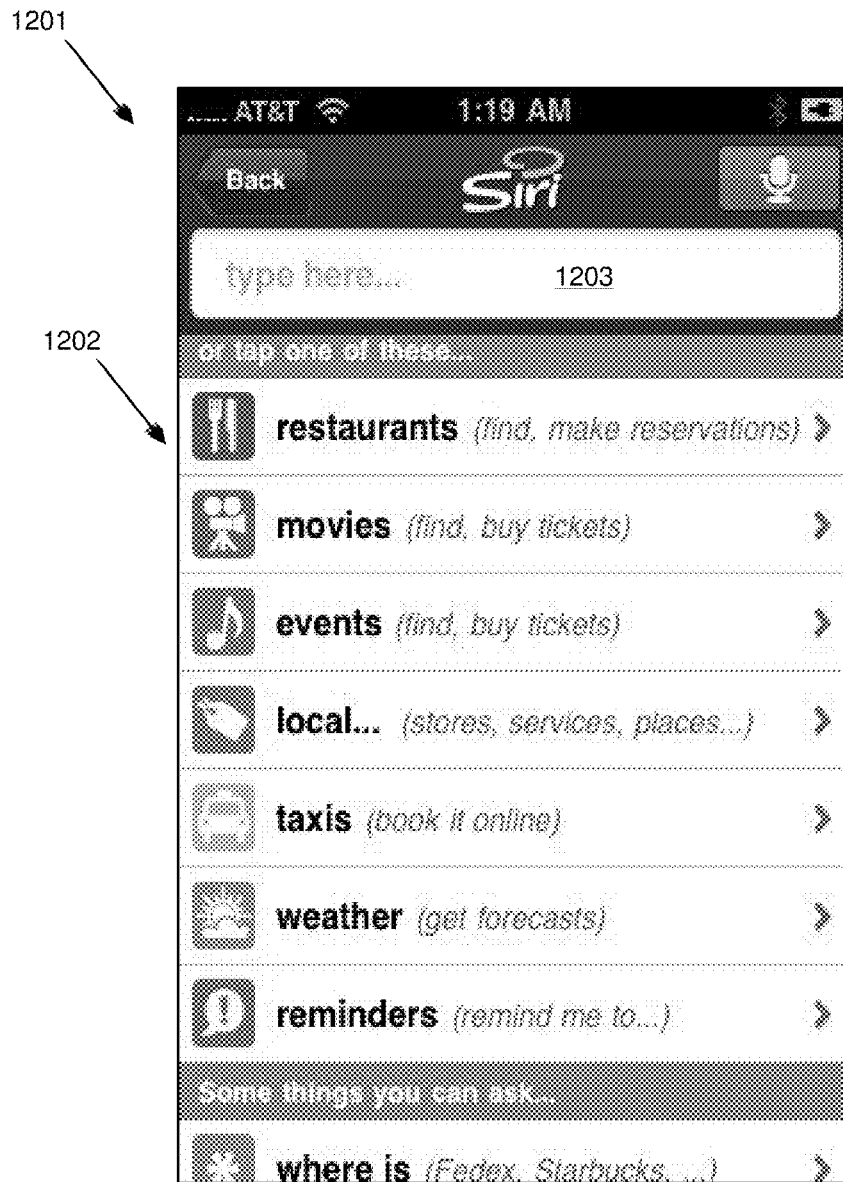 1201
AT&T 1:19 AM
Back Siri
type here... 1203
1202
or tap one of these...
restaurants (find, make reservations)
movies (find, buy tickets)
events (find, buy tickets)
local... (stores, services, places...)
taxis (book it online)
weather (get forecasts)
reminders (remind me to...)
Some things you can ask...
where is (Fedex, Starbucks, ...)